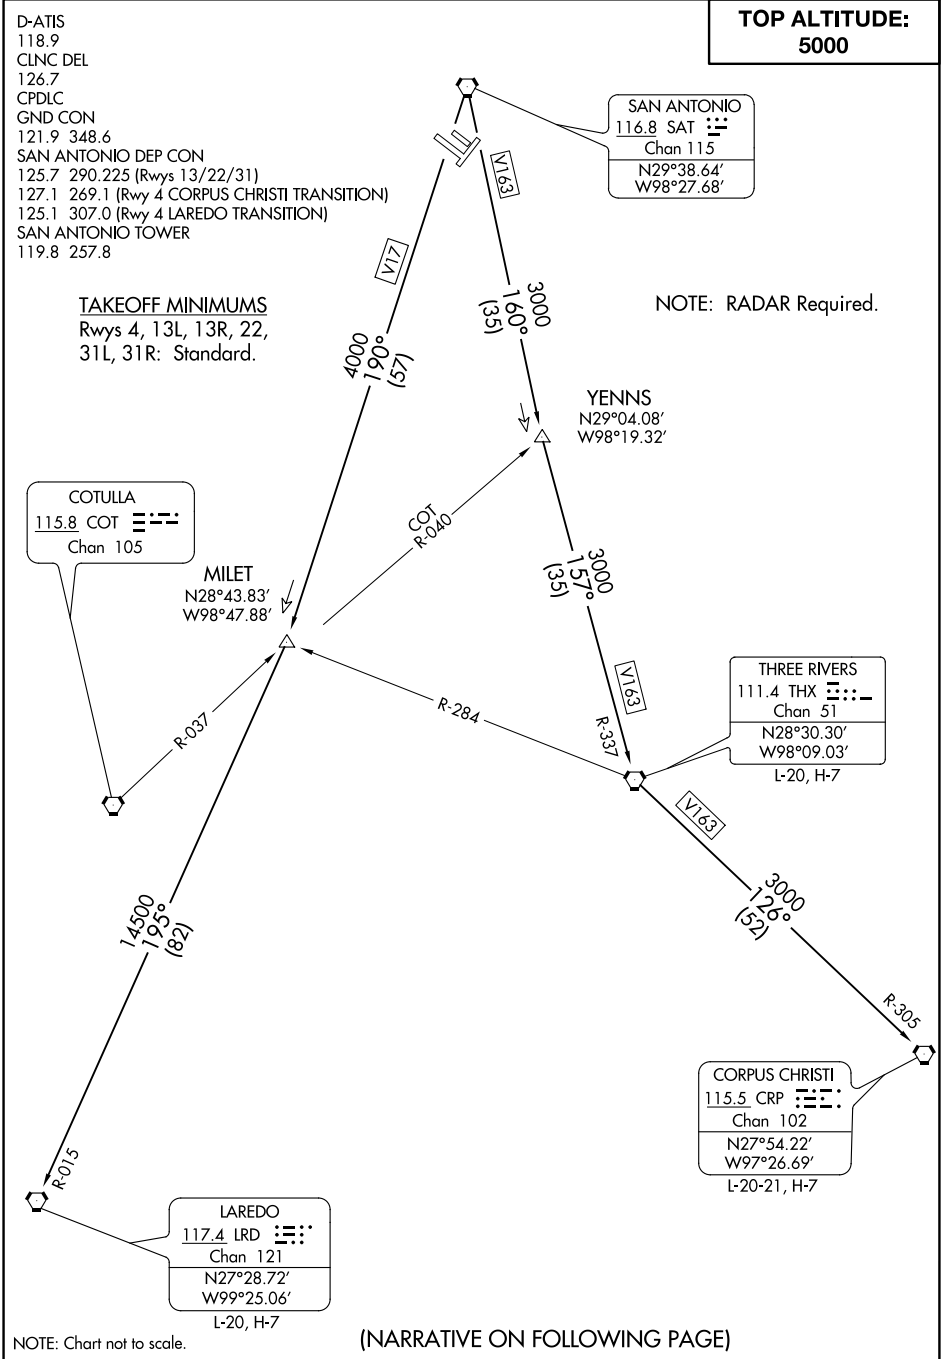 D-ATIS
118.9
CLNC DEL
126.7
CPDLC
GND CON
121.9 348.6
SAN ANTONIO DEP CON
125.7 290.225 (Rwys 13/22/31)
127.1 269.1 (Rwy 4 CORPUS CHRISTI TRANSITION)
125.1 307.0 (Rwy 4 LAREDO TRANSITION)
SAN ANTONIO TOWER
119.8 257.8
TOP ALTITUDE:
5000
SAN ANTONIO
116.8 SAT
Chan 115
N29°38.64'
W98°27.68'
TAKEOFF MINIMUMS
Rwys 4, 13L, 13R, 22,
31L, 31R: Standard.
NOTE: RADAR Required.
V17
4000
190°
(57)
V163
3000
160°
(35)
YENNS
N29°04.08'
W98°19.32'
COTULLA
115.8 COT
Chan 105
COT
R-040
MILET
N28°43.83'
W98°47.88'
3000
157°
(35)
V163
R-337
R-037
R-284
THREE RIVERS
111.4 THX
Chan 51
N28°30.30'
W98°09.03'
L-20, H-7
V163
3000
126°
(52)
R-305
14500
195°
(82)
R-015
CORPUS CHRISTI
115.5 CRP
Chan 102
N27°54.22'
W97°26.69'
L-20-21, H-7
LAREDO
117.4 LRD
Chan 121
N27°28.72'
W99°25.06'
L-20, H-7
NOTE: Chart not to scale.
(NARRATIVE ON FOLLOWING PAGE)